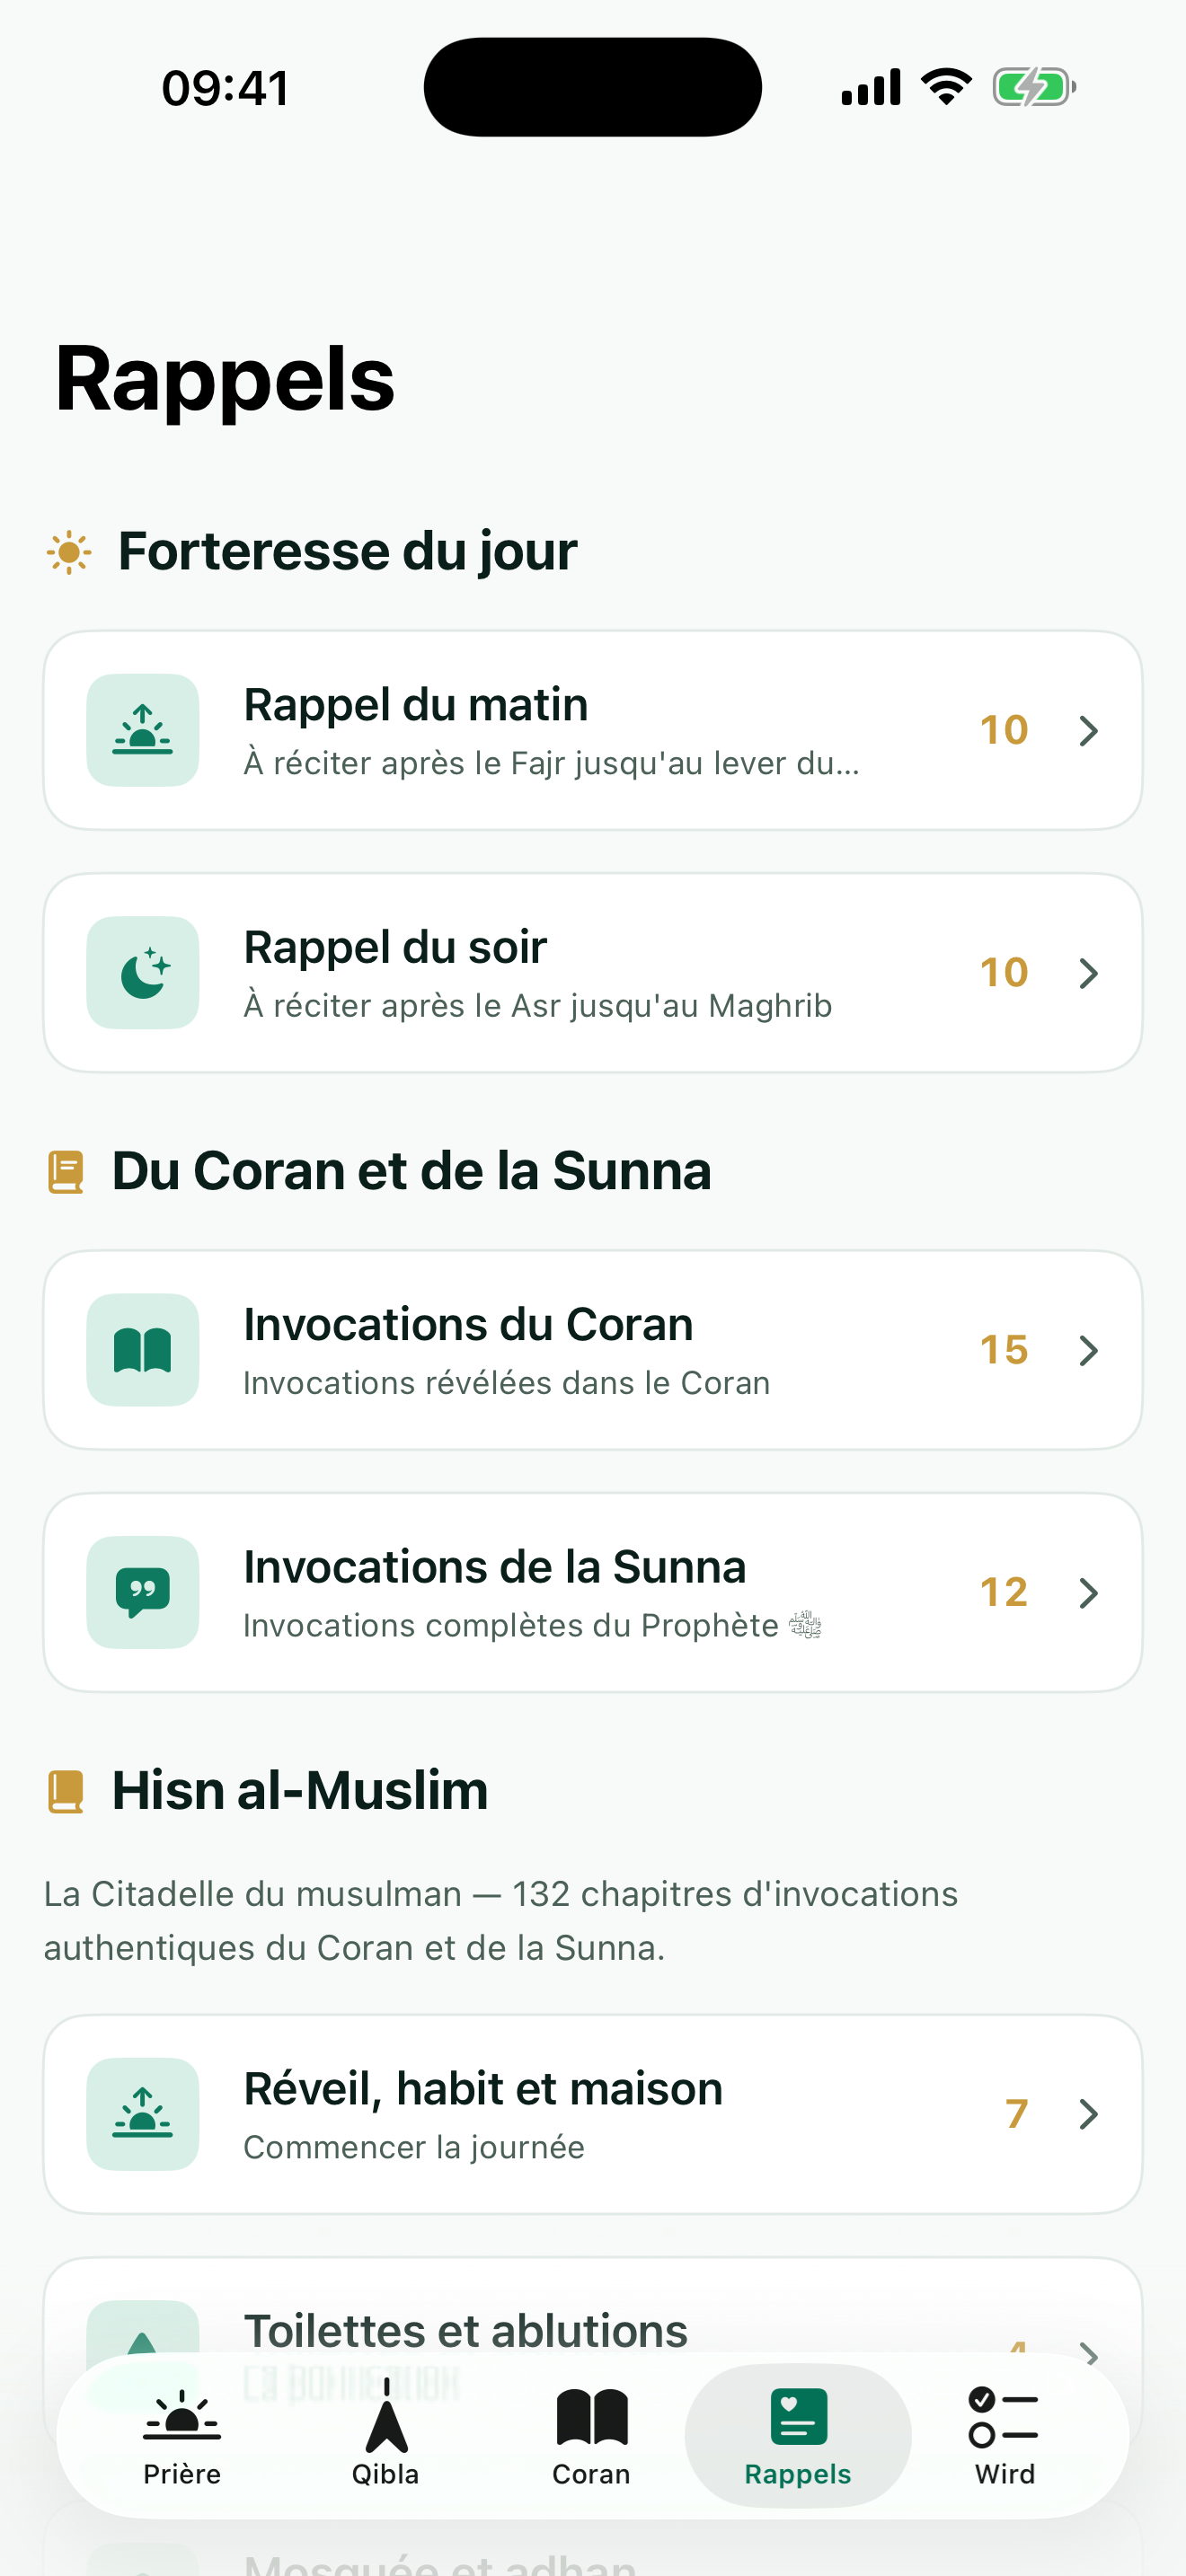 09:41
Rappels
Forteresse du jour
Rappel du matin
À réciter après le Fajr jusqu'au lever du...
10
Rappel du soir
À réciter après le Asr jusqu'au Maghrib
10
Du Coran et de la Sunna
Invocations du Coran
Invocations révélées dans le Coran
15
Invocations de la Sunna
Invocations complètes du Prophète ﷺ
12
Hisn al-Muslim
La Citadelle du musulman — 132 chapitres d'invocations
authentiques du Coran et de la Sunna.
Réveil, habit et maison
Commencer la journée
7
Toilettes et ablutions
4
Prière
Qibla
Coran
Rappels
Wird
Mosquée et adhan